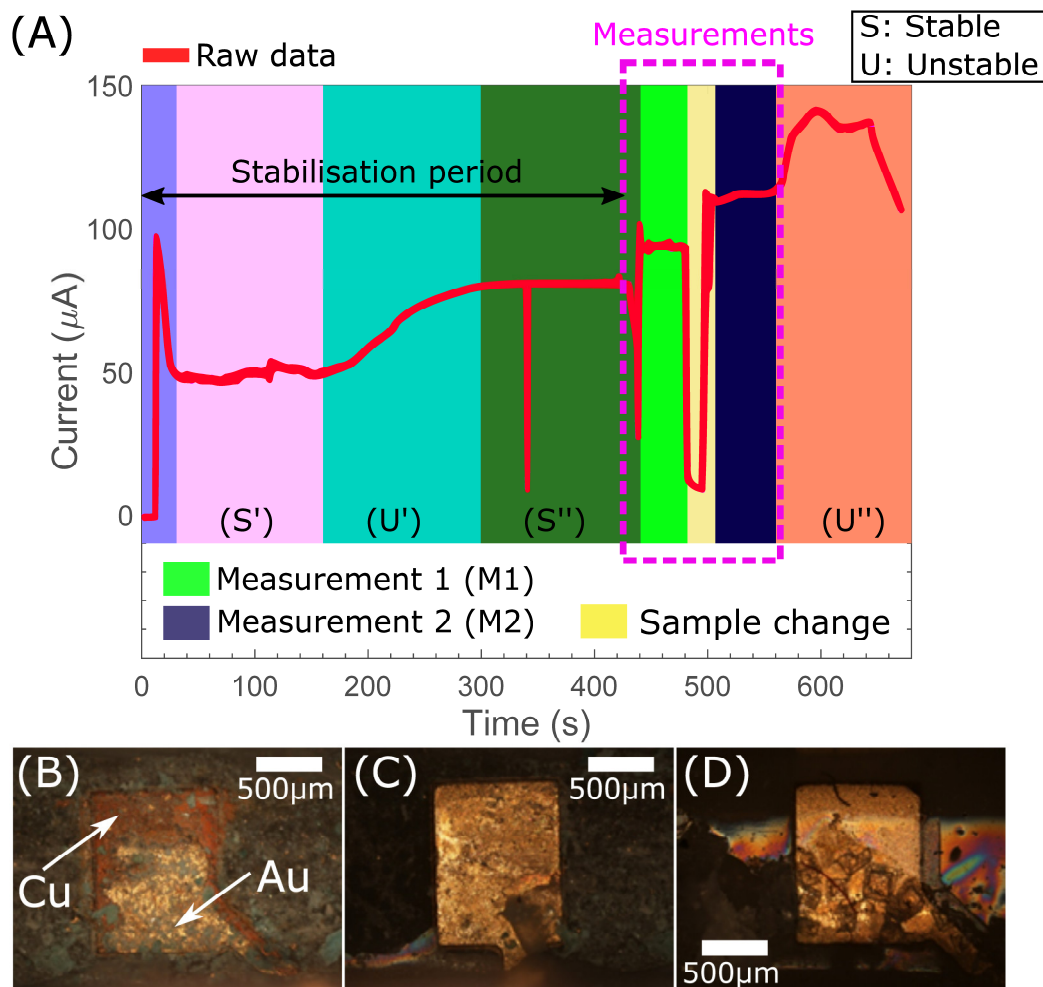 (A)
Raw data
Measurements
S: Stable
U: Unstable
150
100
50
0
Current (μA)
Stabilisation period
(S')
(U')
(S'')
(U'')
Measurement 1 (M1)
Measurement 2 (M2)
Sample change
0
100
200
300
400
500
600
Time (s)
(B)
500μm
Cu
Au
(C)
500μm
(D)
500μm